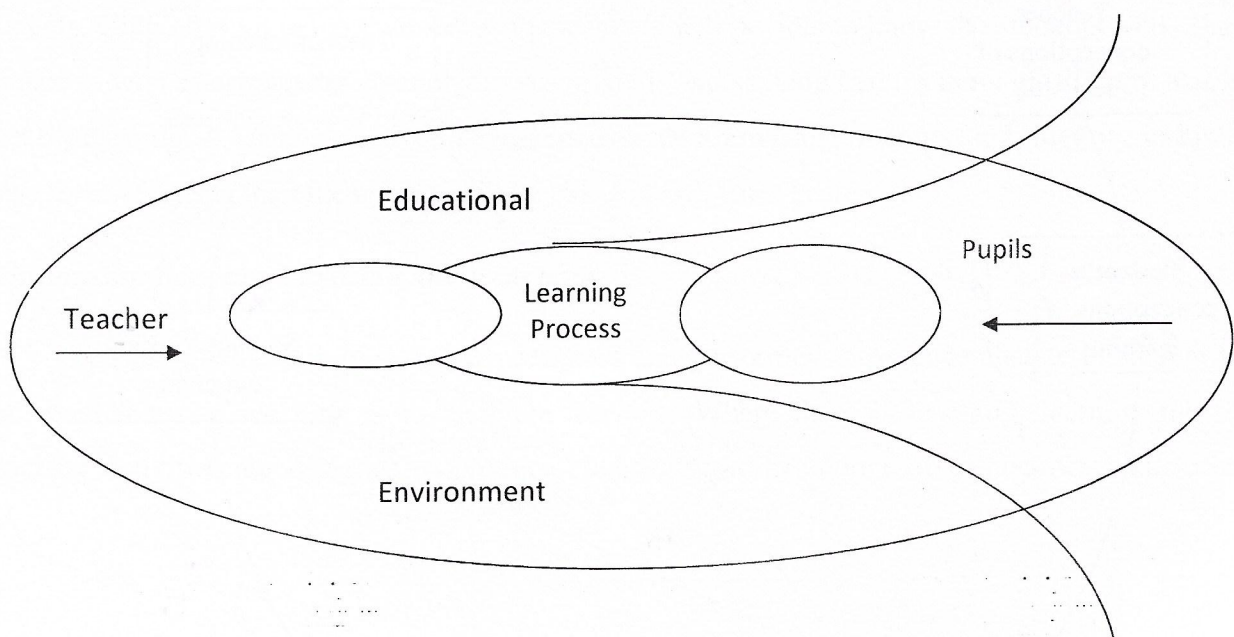 Educational
Pupils
Learning
Process
Teacher
Environment